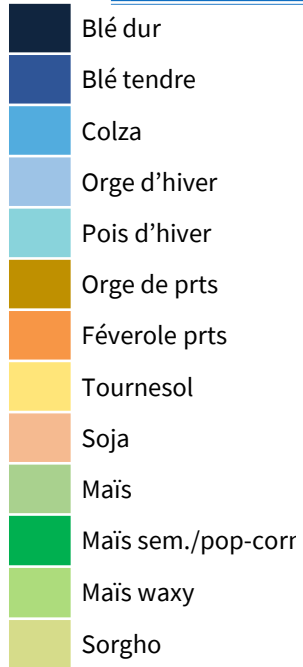 Blé dur
Blé tendre
Colza
Orge d’hiver
Pois d’hiver
Orge de prts
Féverole prts
Tournesol
Soja
Maïs
Maïs sem./pop-corn
Maïs waxy
Sorgho